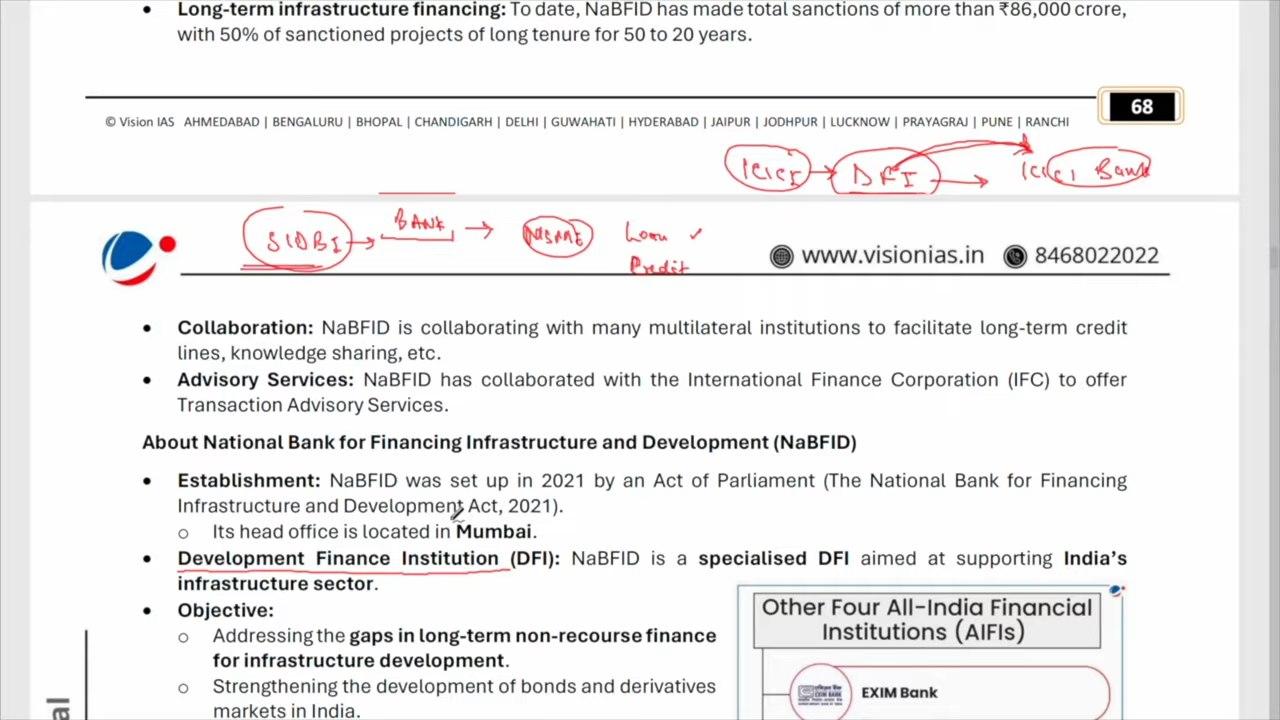 • Long-term infrastructure financing: To date, NaBFID has made total sanctions of more than ₹86,000 crore,
with 50% of sanctioned projects of long tenure for 50 to 20 years.
68
© Vision IAS AHMEDABAD | BENGALURU | BHOPAL | CHANDIGARH | DELHI | GUWAHATI | HYDERABAD | JAIPUR | JODHPUR | LUCKNOW | PRAYAGRAJ | PUNE | RANCHI
ICICI → DFI → ICICI Bank
SIDBI → BANK → MSME Loan ✓
Credit
www.visionias.in 8468022022
• Collaboration: NaBFID is collaborating with many multilateral institutions to facilitate long-term credit
lines, knowledge sharing, etc.
• Advisory Services: NaBFID has collaborated with the International Finance Corporation (IFC) to offer
Transaction Advisory Services.
About National Bank for Financing Infrastructure and Development (NaBFID)
• Establishment: NaBFID was set up in 2021 by an Act of Parliament (The National Bank for Financing
Infrastructure and Development Act, 2021).
○ Its head office is located in Mumbai.
• Development Finance Institution (DFI): NaBFID is a specialised DFI aimed at supporting India's
infrastructure sector.
• Objective:
○ Addressing the gaps in long-term non-recourse finance
for infrastructure development.
○ Strengthening the development of bonds and derivatives
markets in India.
Other Four All-India Financial
Institutions (AIFIs)
EXIM Bank
al